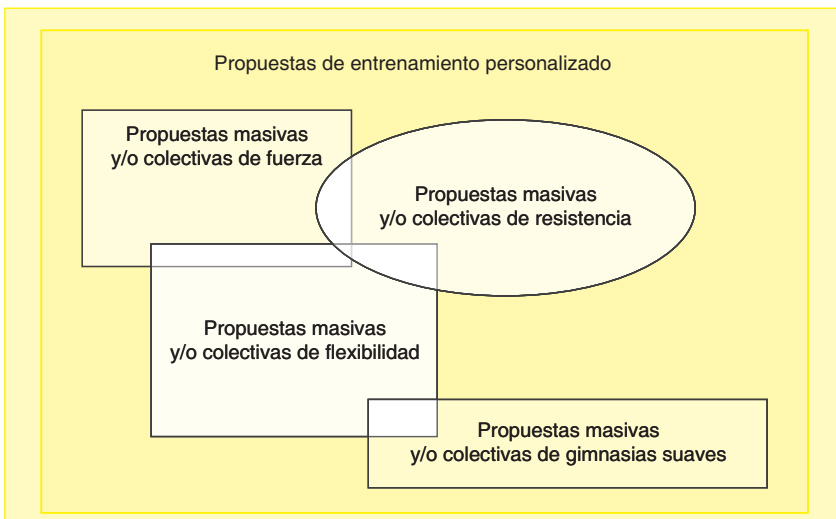 Propuestas de entrenamiento personalizado
Propuestas masivas
y/o colectivas de fuerza
Propuestas masivas
y/o colectivas de resistencia
Propuestas masivas
y/o colectivas de flexibilidad
Propuestas masivas
y/o colectivas de gimnasias suaves